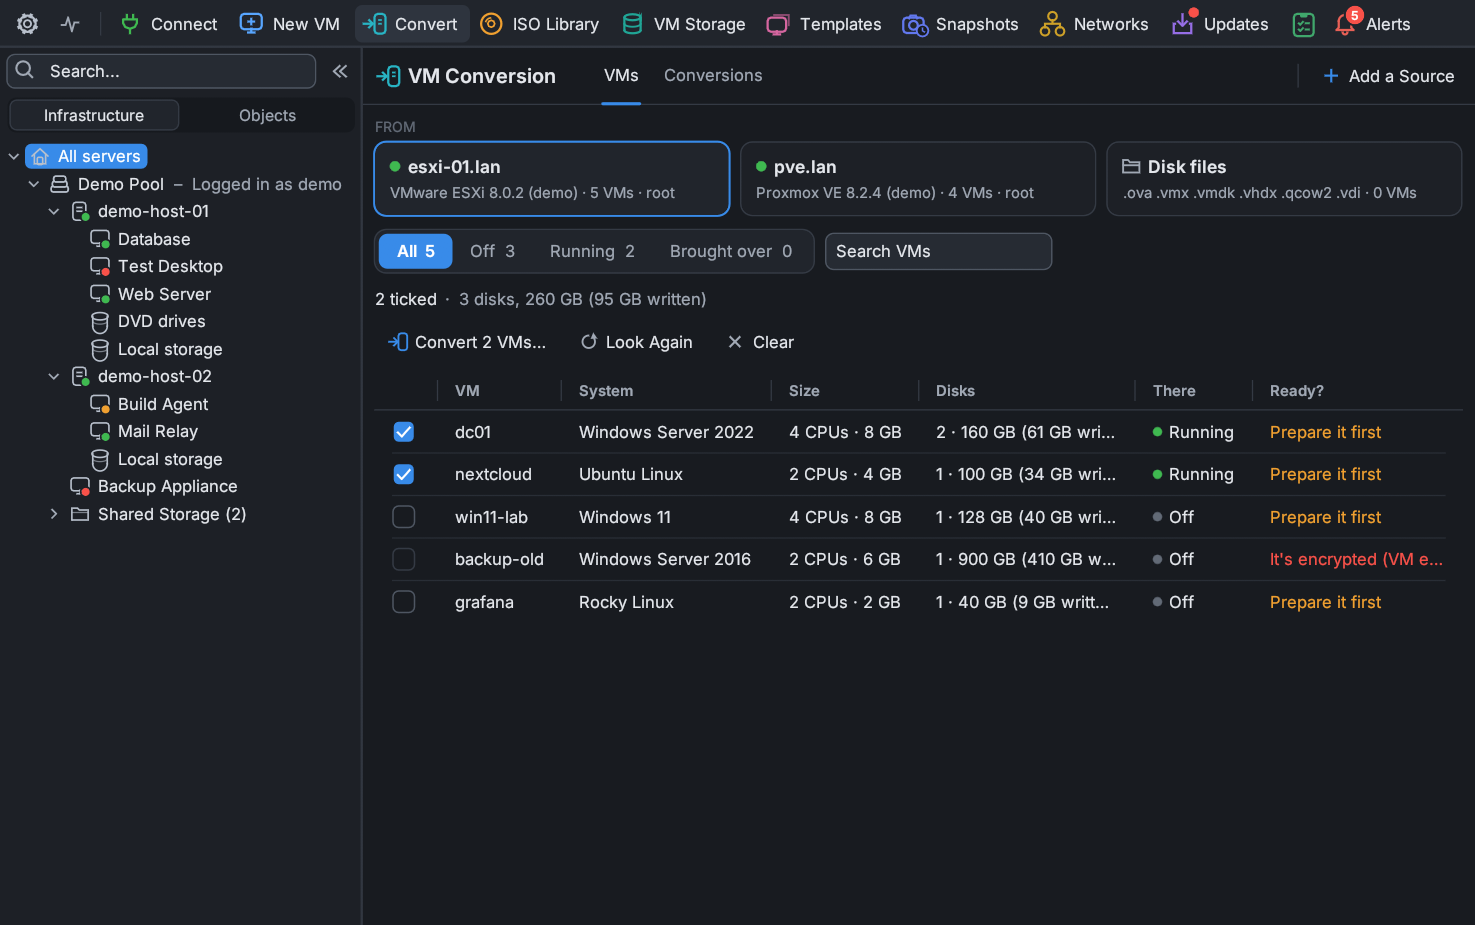 Connect New VM Convert ISO Library VM Storage Templates Snapshots Networks Updates 5 Alerts
Search...
Infrastructure Objects
All servers
Demo Pool – Logged in as demo
demo-host-01
Database
Test Desktop
Web Server
DVD drives
Local storage
demo-host-02
Build Agent
Mail Relay
Local storage
Backup Appliance
Shared Storage (2)
VM Conversion VMs Conversions Add a Source
FROM
esxi-01.lan
VMware ESXi 8.0.2 (demo) · 5 VMs · root
pve.lan
Proxmox VE 8.2.4 (demo) · 4 VMs · root
Disk files
.ova .vmx .vmdk .vhdx .qcow2 .vdi · 0 VMs
All 5 Off 3 Running 2 Brought over 0 Search VMs
2 ticked · 3 disks, 260 GB (95 GB written)
Convert 2 VMs... Look Again Clear
VM System Size Disks There Ready?
dc01 Windows Server 2022 4 CPUs · 8 GB 2 · 160 GB (61 GB wri... Running Prepare it first
nextcloud Ubuntu Linux 2 CPUs · 4 GB 1 · 100 GB (34 GB wri... Running Prepare it first
win11-lab Windows 11 4 CPUs · 8 GB 1 · 128 GB (40 GB wri... Off Prepare it first
backup-old Windows Server 2016 2 CPUs · 6 GB 1 · 900 GB (410 GB w... Off It's encrypted (VM e...
grafana Rocky Linux 2 CPUs · 2 GB 1 · 40 GB (9 GB writt... Off Prepare it first